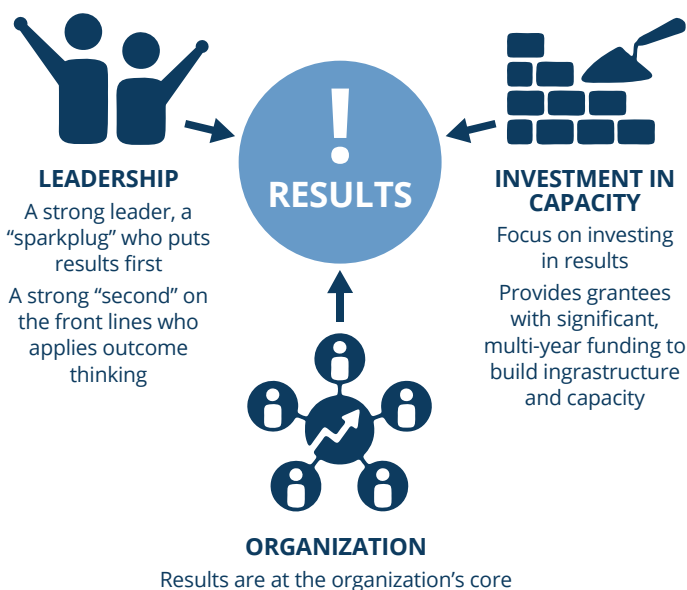 !
RESULTS
LEADERSHIP
A strong leader, a
“sparkplug” who puts
results first
A strong “second” on
the front lines who
applies outcome
thinking
INVESTMENT IN
CAPACITY
Focus on investing
in results
Provides grantees
with significant,
multi-year funding to
build ingrastructure
and capacity
ORGANIZATION
Results are at the organization’s core